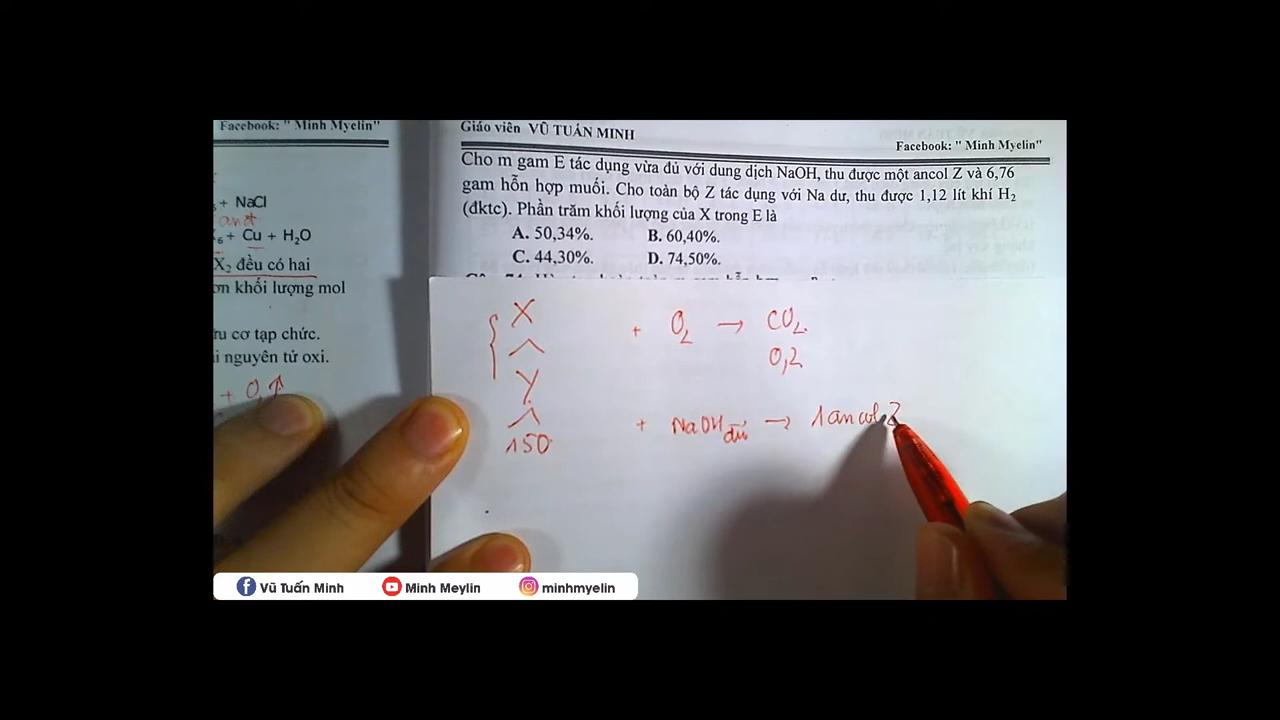 Facebook: " Minh Myelin"
+ NaCl
+ Cu + H₂O
X₂ đều có hai
ơn khối lượng mol
ru cơ tạp chức.
i nguyên tử oxi.
Giáo viên VŨ TUẤN MINH
Facebook: " Minh Myelin"
Cho m gam E tác dụng vừa đủ với dung dịch NaOH, thu được một ancol Z và 6,76
gam hỗn hợp muối. Cho toàn bộ Z tác dụng với Na dư, thu được 1,12 lít khí H₂
(đktc). Phần trăm khối lượng của X trong E là
A. 50,34%. B. 60,40%.
C. 44,30%. D. 74,50%.
X + O₂ → CO₂.
0,2
Y
150 + NaOH đủ → 1 ancol Z
Vũ Tuấn Minh Minh Meylin minhmyelin